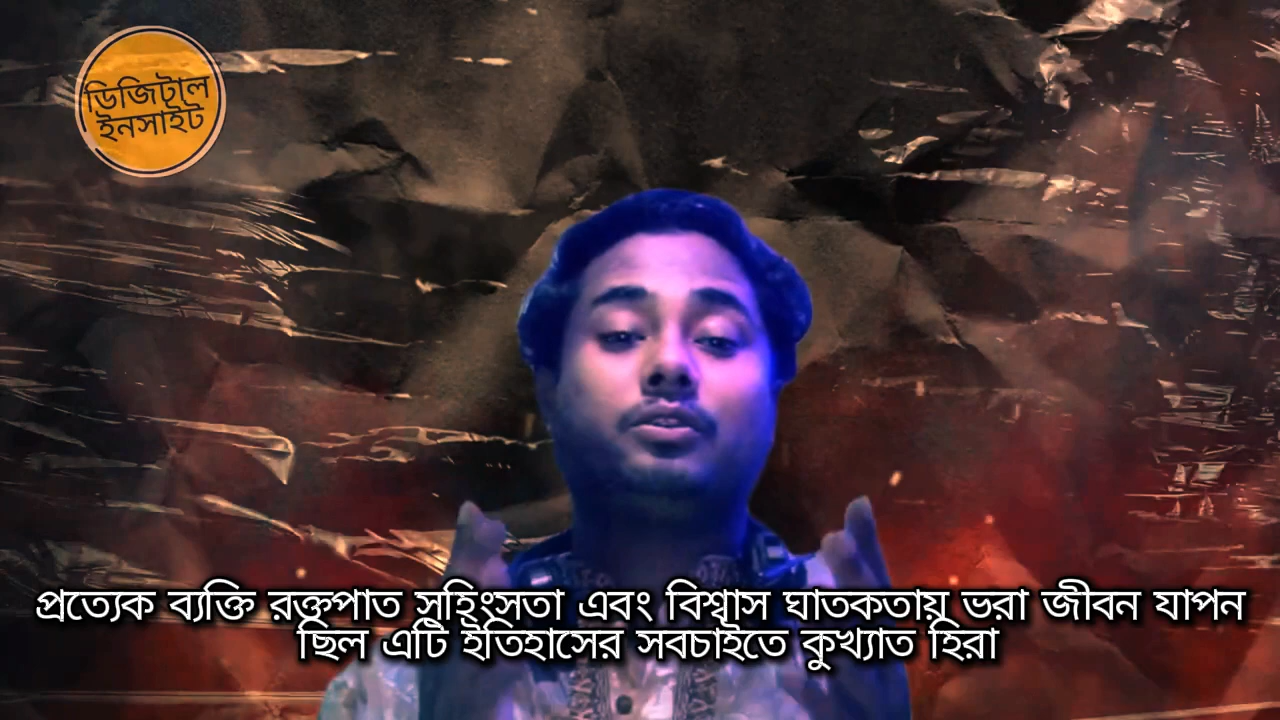 ডিজিটাল
ইনসাইট
প্রত্যেক ব্যক্তি রক্তপাত সহিংসতা এবং বিশ্বাস ঘাতকতায় ভরা জীবন যাপন
ছিল এটি ইতিহাসের সবচাইতে কুখ্যাত হিরা